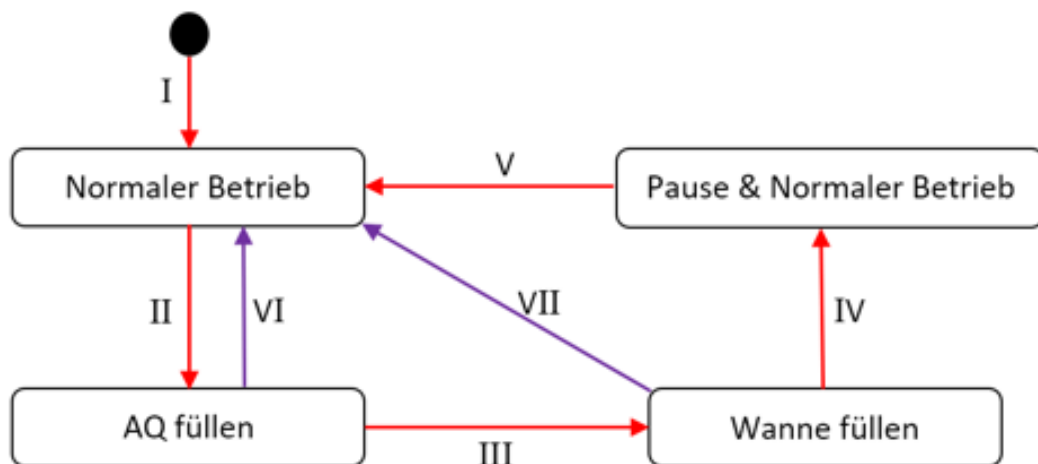 I
Normaler Betrieb
V
Pause & Normaler Betrieb
II
VI
VII
IV
AQ füllen
III
Wanne füllen